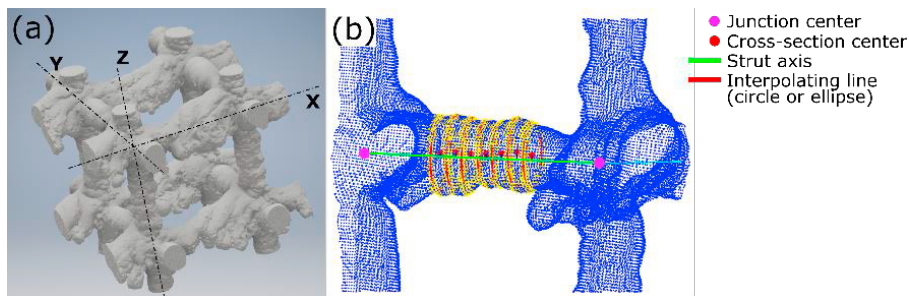 (a)
Y
Z
X
(b)
Junction center
Cross-section center
Strut axis
Interpolating line
(circle or ellipse)